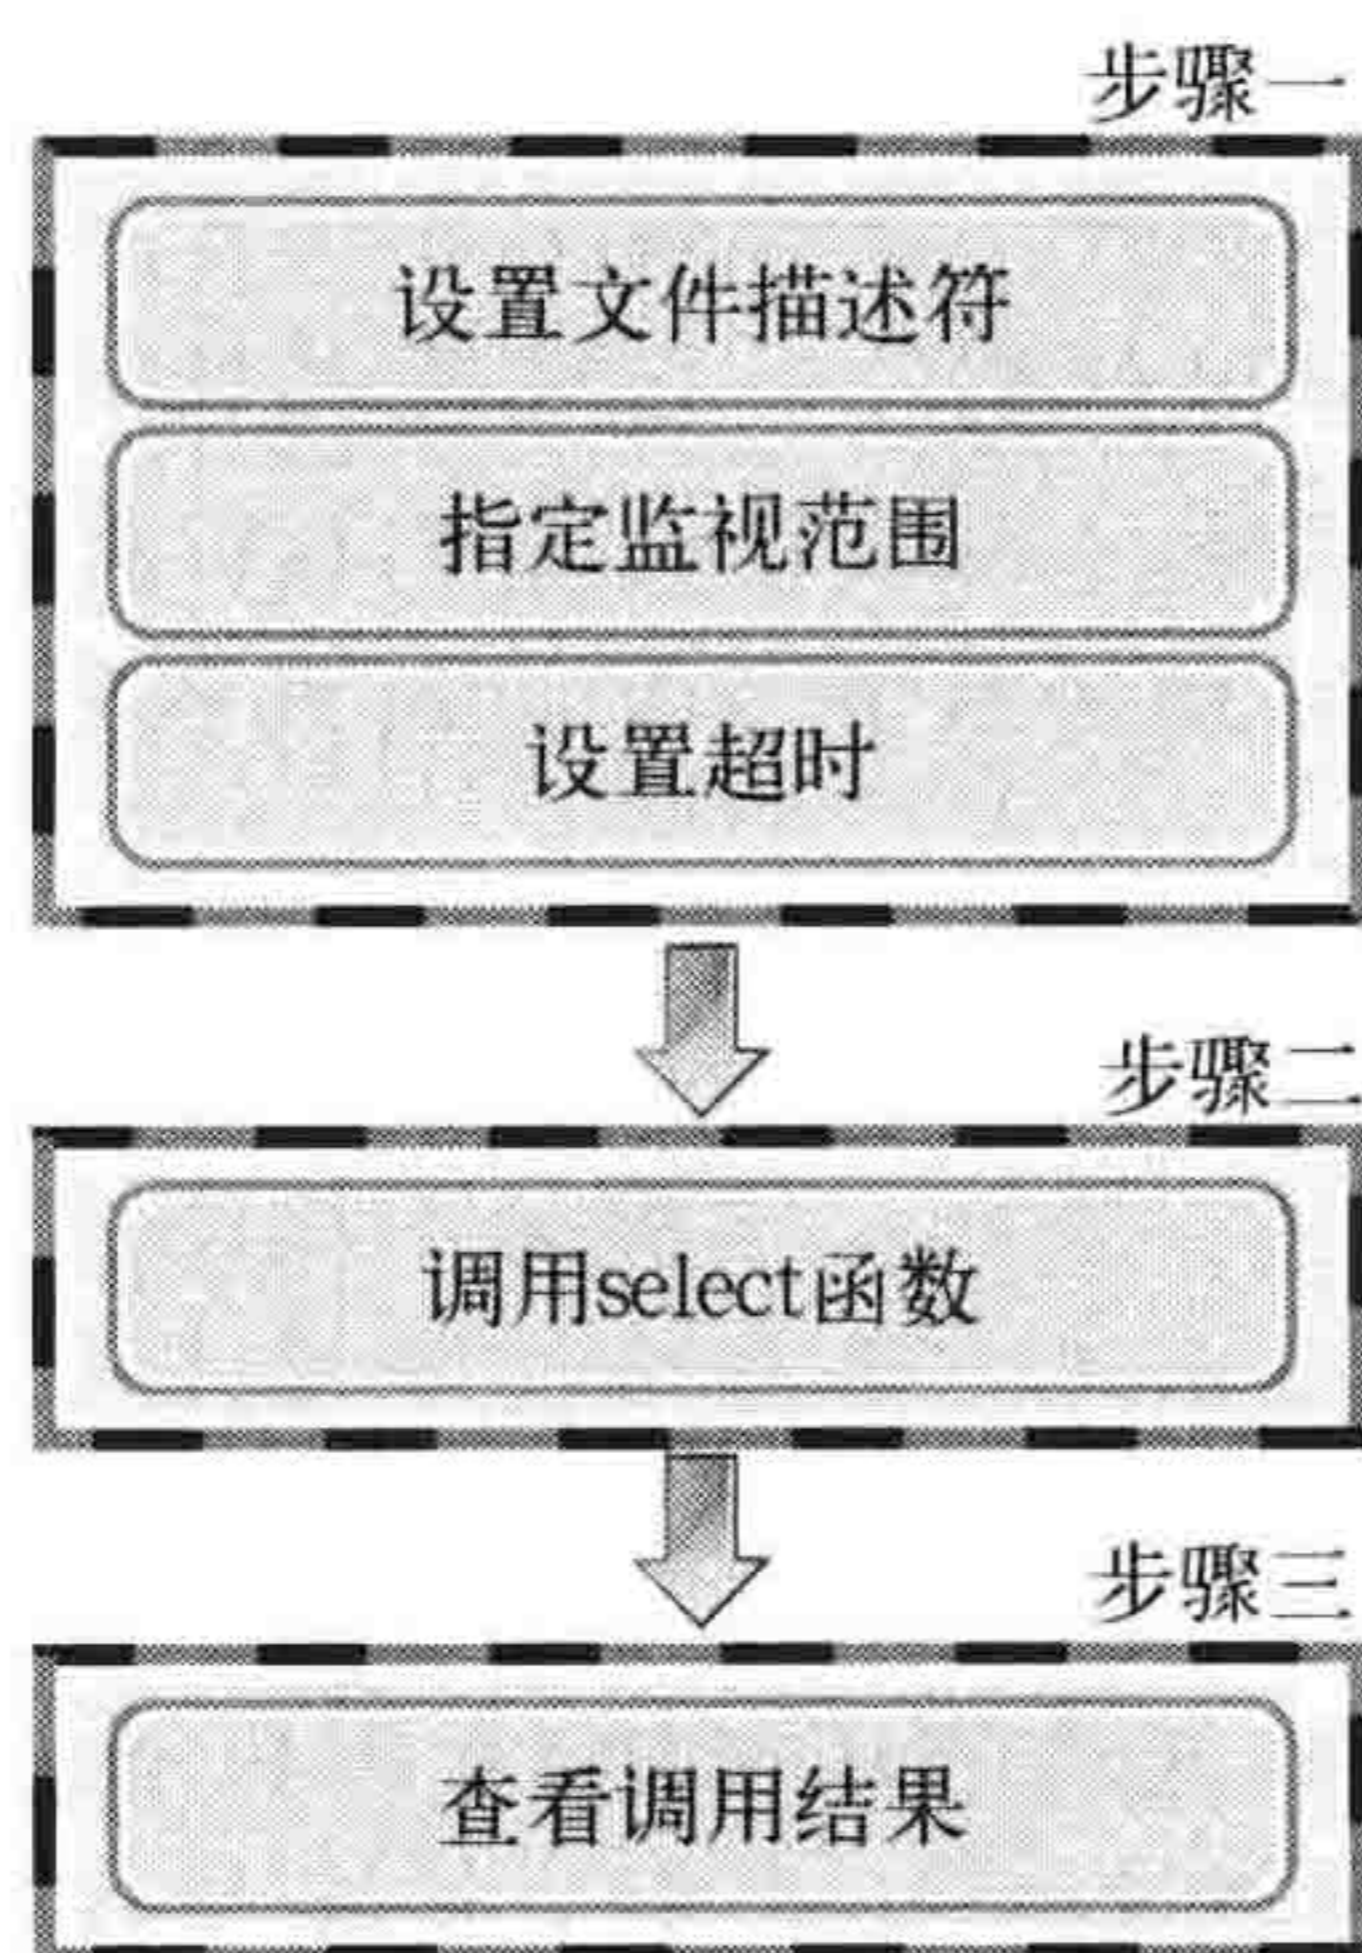 步骤一
设置文件描述符
指定监视范围
设置超时
步骤二
调用select函数
步骤三
查看调用结果